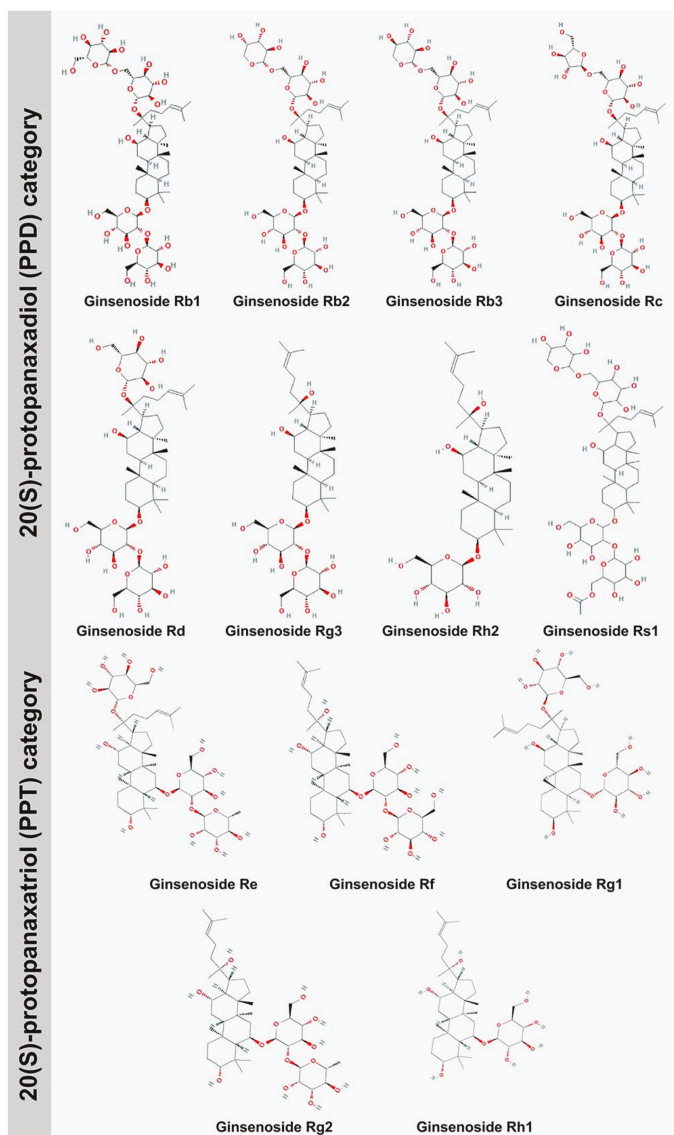 20(S)-protopanaxadiol (PPD) category
Ginsenoside Rb1
Ginsenoside Rb2
Ginsenoside Rb3
Ginsenoside Rc
Ginsenoside Rd
Ginsenoside Rg3
Ginsenoside Rh2
Ginsenoside Rs1
20(S)-protopanaxatriol (PPT) category
Ginsenoside Re
Ginsenoside Rf
Ginsenoside Rg1
Ginsenoside Rg2
Ginsenoside Rh1